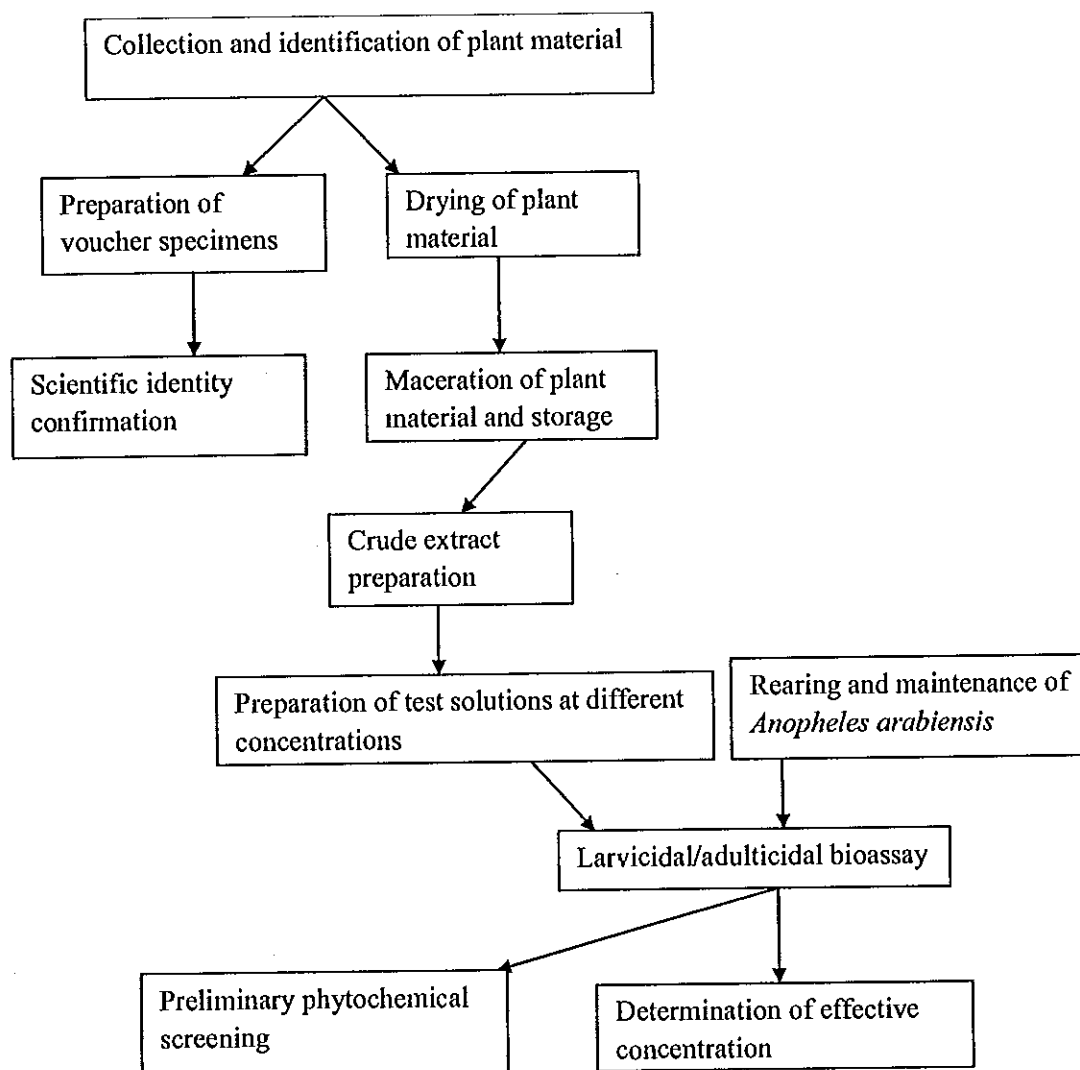 Collection and identification of plant material
Preparation of
voucher specimens
Drying of plant
material
Scientific identity
confirmation
Maceration of plant
material and storage
Crude extract
preparation
Preparation of test solutions at different
concentrations
Rearing and maintenance of
Anopheles arabiensis
Larvicidal/adulticidal bioassay
Preliminary phytochemical
screening
Determination of effective
concentration